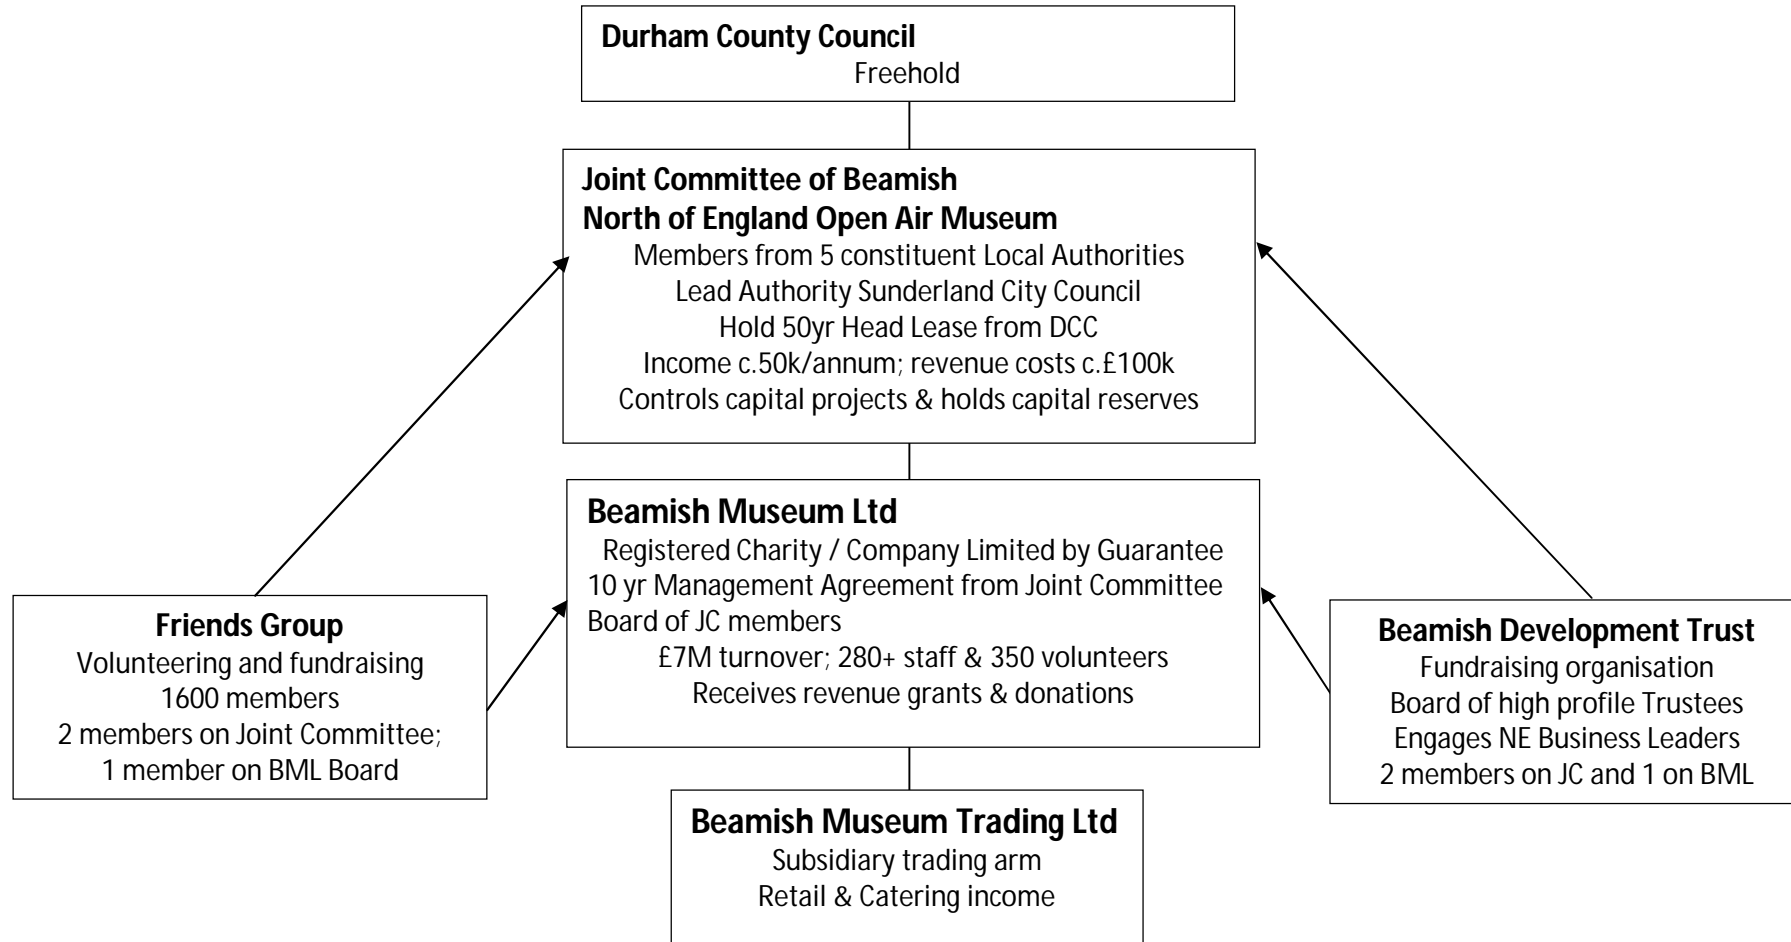 Durham County Council
Freehold
Joint Committee of Beamish
North of England Open Air Museum
Members from 5 constituent Local Authorities
Lead Authority Sunderland City Council
Hold 50yr Head Lease from DCC
Income c.50k/annum; revenue costs c.£100k
Controls capital projects & holds capital reserves
Beamish Museum Ltd
Registered Charity / Company Limited by Guarantee
10 yr Management Agreement from Joint Committee
Board of JC members
£7M turnover; 280+ staff & 350 volunteers
Receives revenue grants & donations
Friends Group
Volunteering and fundraising
1600 members
2 members on Joint Committee;
1 member on BML Board
Beamish Development Trust
Fundraising organisation
Board of high profile Trustees
Engages NE Business Leaders
2 members on JC and 1 on BML
Beamish Museum Trading Ltd
Subsidiary trading arm
Retail & Catering income